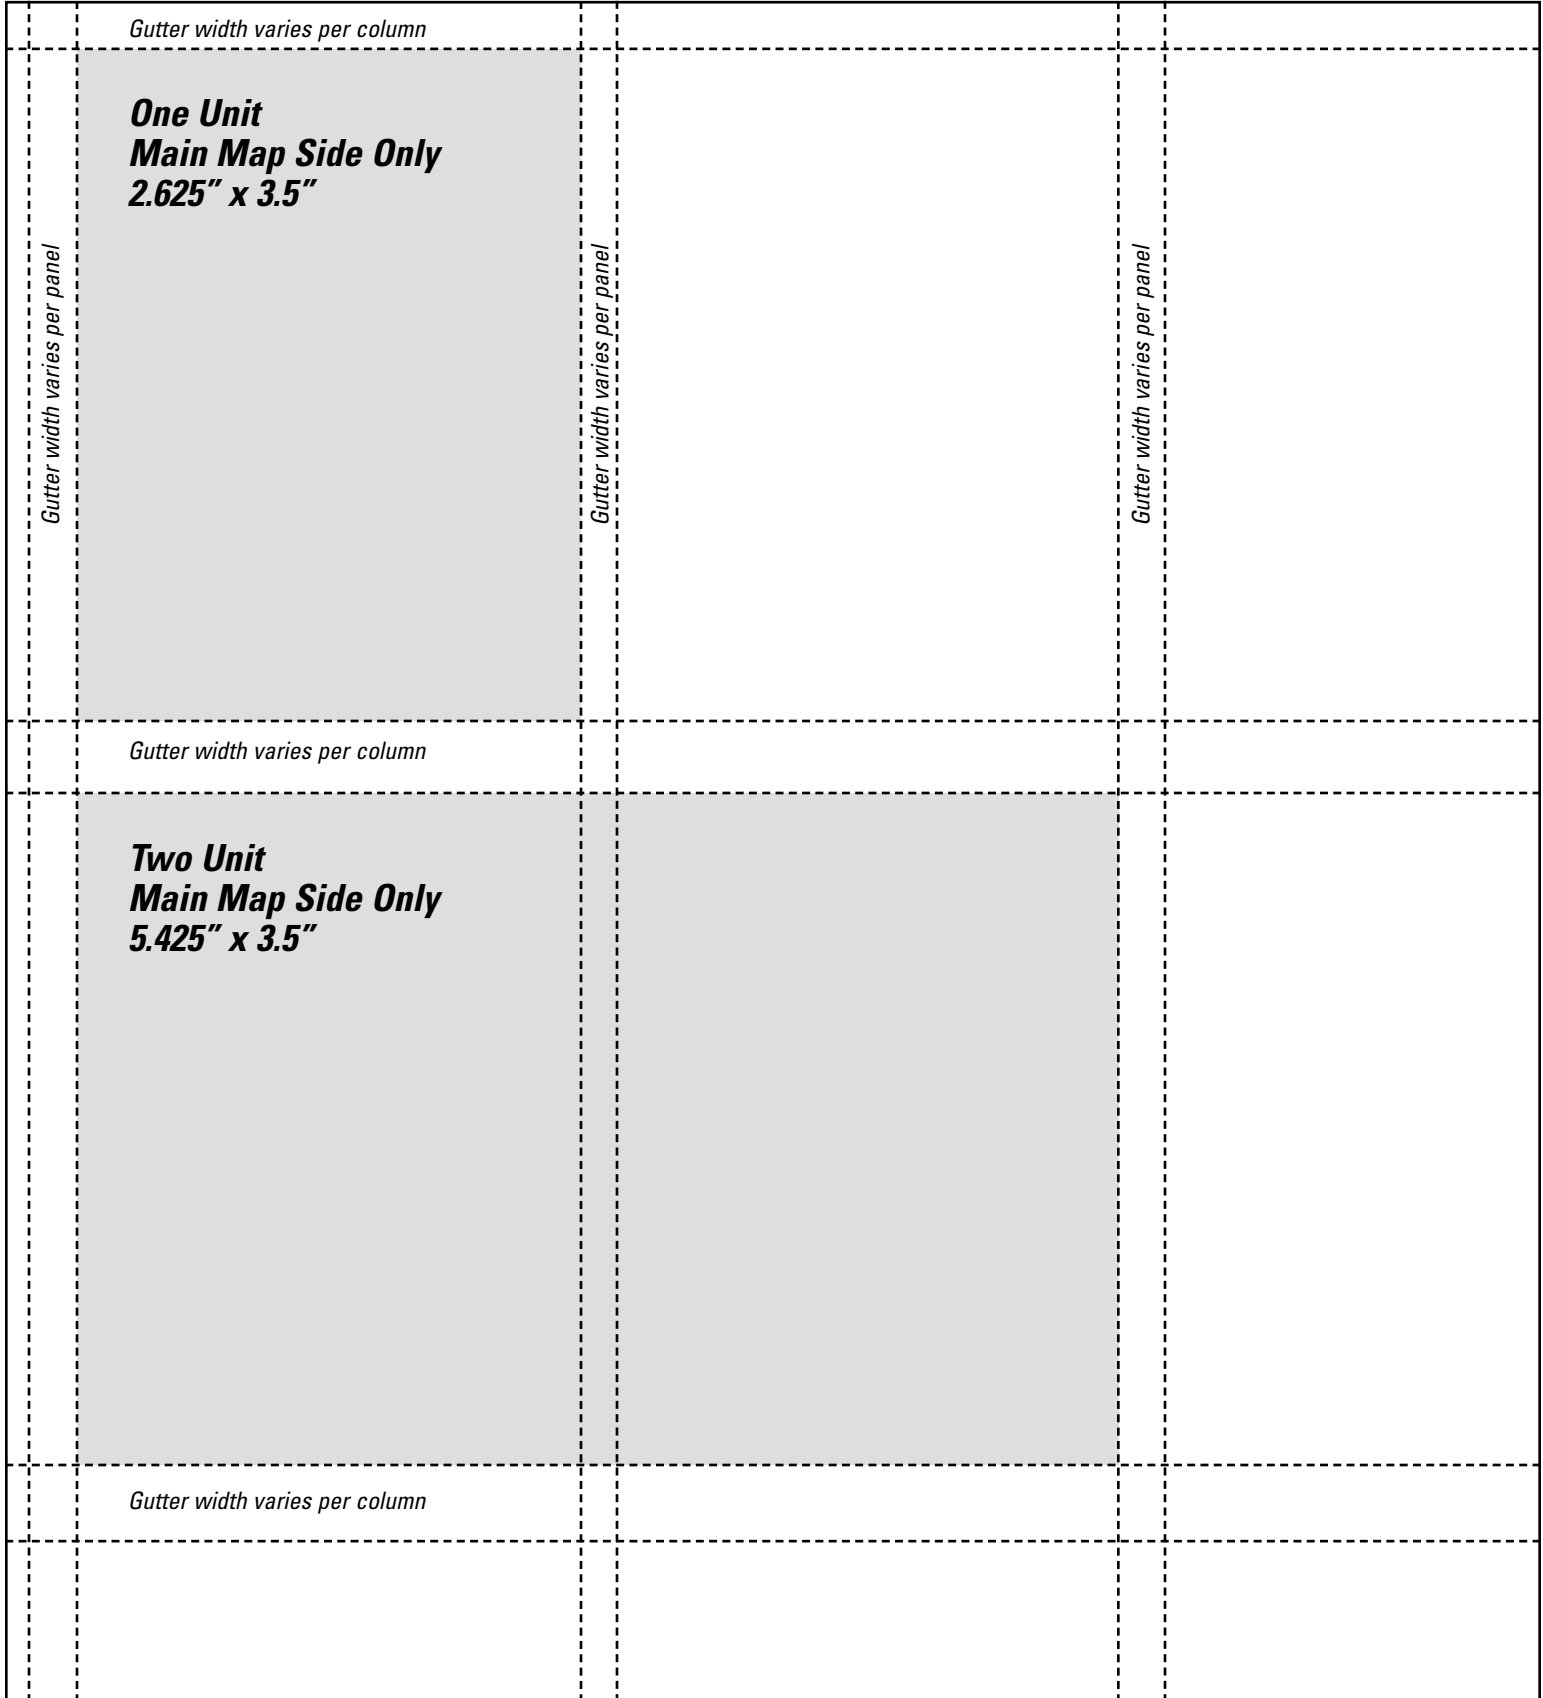 Gutter width varies per column
One Unit
Main Map Side Only
2.625″ x 3.5″
Gutter width varies per panel
Gutter width varies per panel
Gutter width varies per panel
Gutter width varies per column
Two Unit
Main Map Side Only
5.425″ x 3.5″
Gutter width varies per column